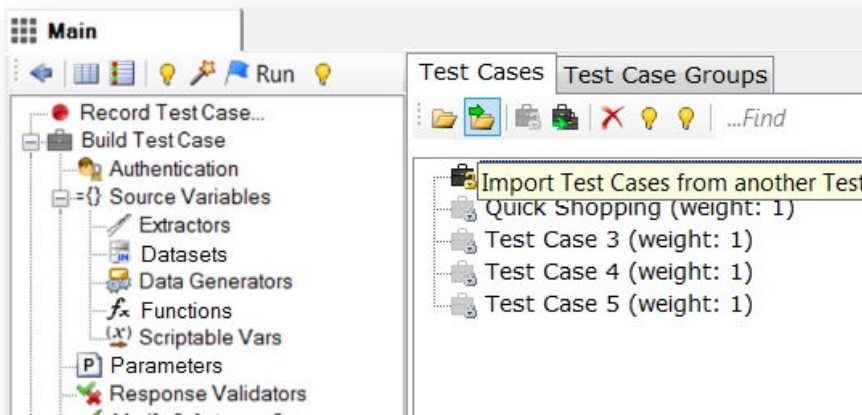 Main
Run
Record Test Case...
Build Test Case
Authentication
={} Source Variables
Extractors
Datasets
Data Generators
fx Functions
(x) Scriptable Vars
P Parameters
Response Validators
Test Cases
Test Case Groups
...Find
Import Test Cases from another Test
Quick Shopping (weight: 1)
Test Case 3 (weight: 1)
Test Case 4 (weight: 1)
Test Case 5 (weight: 1)